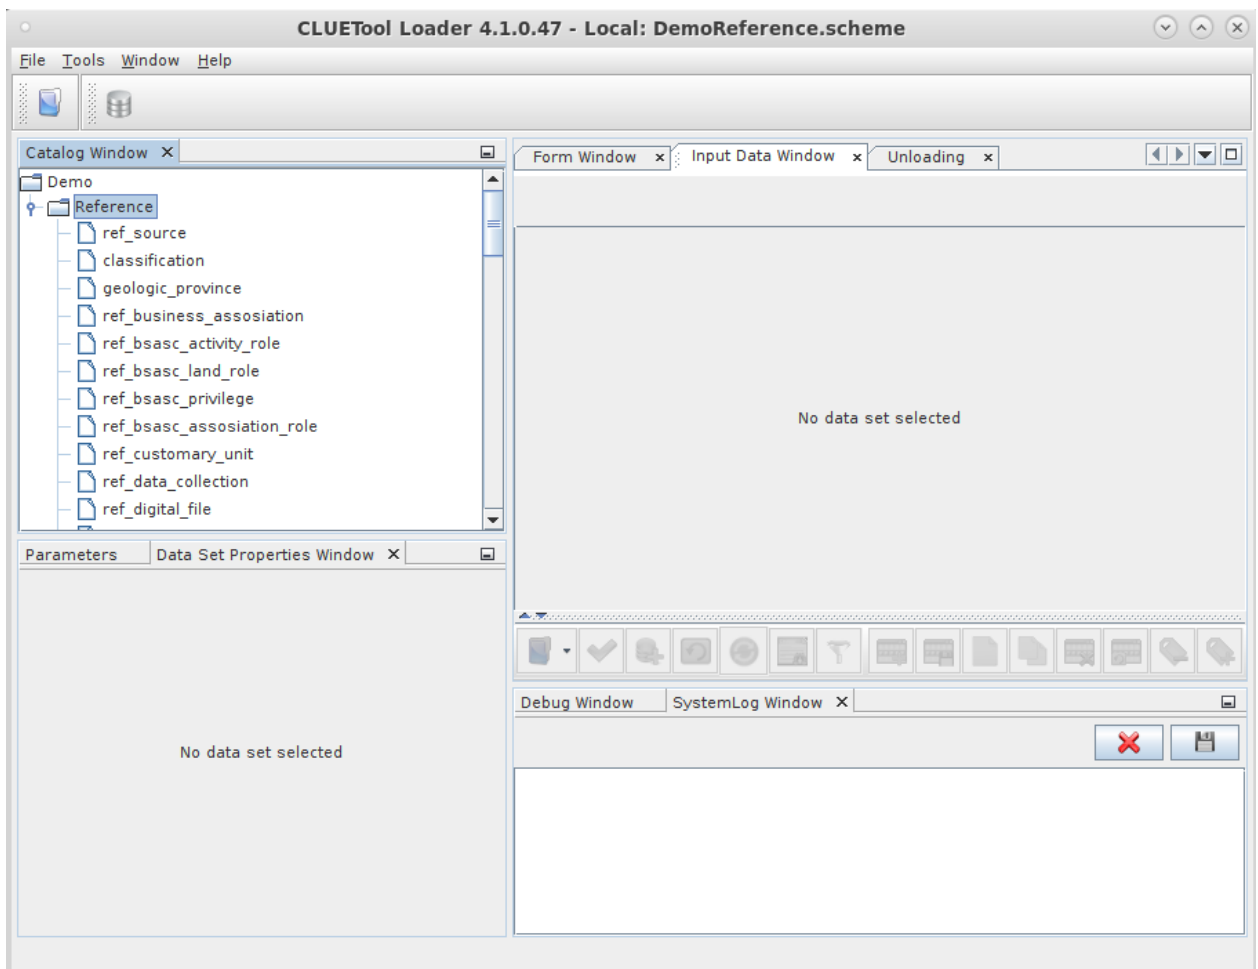 CLUETool Loader 4.1.0.47 - Local: DemoReference.scheme
File Tools Window Help
Catalog Window
Demo
Reference
ref_source
classification
geologic_province
ref_business_assosiation
ref_bsasc_activity_role
ref_bsasc_land_role
ref_bsasc_privilege
ref_bsasc_assosiation_role
ref_customary_unit
ref_data_collection
ref_digital_file
Parameters Data Set Properties Window
No data set selected
Form Window Input Data Window Unloading
No data set selected
Debug Window SystemLog Window